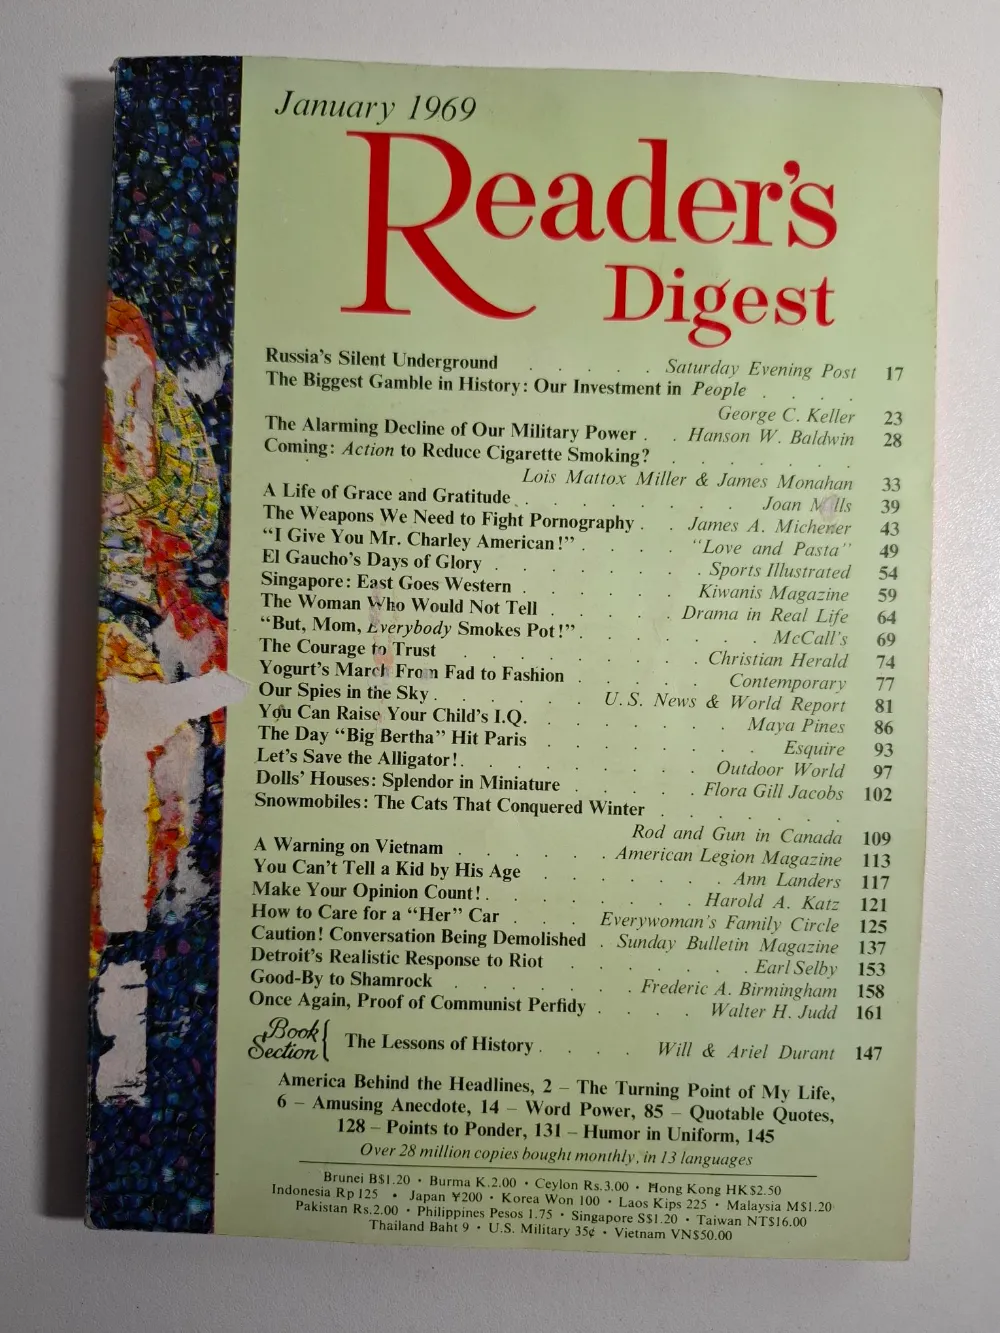 January 1969
Reader's
Digest
Russia's Silent Underground . . . . . Saturday Evening Post 17
The Biggest Gamble in History: Our Investment in People . . . .
George C. Keller 23
The Alarming Decline of Our Military Power . . Hanson W. Baldwin 28
Coming: Action to Reduce Cigarette Smoking? . . . . . . .
Lois Mattox Miller & James Monahan 33
A Life of Grace and Gratitude . . . . . . . . Joan Mills 39
The Weapons We Need to Fight Pornography . . James A. Michener 43
"I Give You Mr. Charley American!" . . . . "Love and Pasta" 49
El Gaucho's Days of Glory . . . . . . . Sports Illustrated 54
Singapore: East Goes Western . . . . . . Kiwanis Magazine 59
The Woman Who Would Not Tell . . . . Drama in Real Life 64
"But, Mom, Everybody Smokes Pot!" . . . . . . McCall's 69
The Courage to Trust . . . . . . . . Christian Herald 74
Yogurt's March From Fad to Fashion . . . . . Contemporary 77
Our Spies in the Sky . . . . . U.S. News & World Report 81
You Can Raise Your Child's I.Q. . . . . . . Maya Pines 86
The Day "Big Bertha" Hit Paris . . . . . . . Esquire 93
Let's Save the Alligator! . . . . . . . . Outdoor World 97
Dolls' Houses: Splendor in Miniature . . . . . Flora Gill Jacobs 102
Snowmobiles: The Cats That Conquered Winter . . . . . .
Rod and Gun in Canada 109
A Warning on Vietnam . . . . . . American Legion Magazine 113
You Can't Tell a Kid by His Age . . . . . . Ann Landers 117
Make Your Opinion Count! . . . . . . . . Harold A. Katz 121
How to Care for a "Her" Car . . . Everywoman's Family Circle 125
Caution! Conversation Being Demolished . Sunday Bulletin Magazine 137
Detroit's Realistic Response to Riot . . . . . . Earl Selby 153
Good-By to Shamrock . . . . . . . Frederic A. Birmingham 158
Once Again, Proof of Communist Perfidy . . . . Walter H. Judd 161
Book
Section { The Lessons of History . . . . Will & Ariel Durant 147
America Behind the Headlines, 2 – The Turning Point of My Life,
6 – Amusing Anecdote, 14 – Word Power, 85 – Quotable Quotes,
128 – Points to Ponder, 131 – Humor in Uniform, 145
Over 28 million copies bought monthly, in 13 languages
Brunei B$1.20 • Burma K.2.00 • Ceylon Rs.3.00 • Hong Kong HK$2.50
Indonesia Rp 125 • Japan ¥200 • Korea Won 100 • Laos Kips 225 • Malaysia M$1.20
Pakistan Rs.2.00 • Philippines Pesos 1.75 • Singapore S$1.20 • Taiwan NT$16.00
Thailand Baht 9 • U.S. Military 35¢ • Vietnam VN$50.00